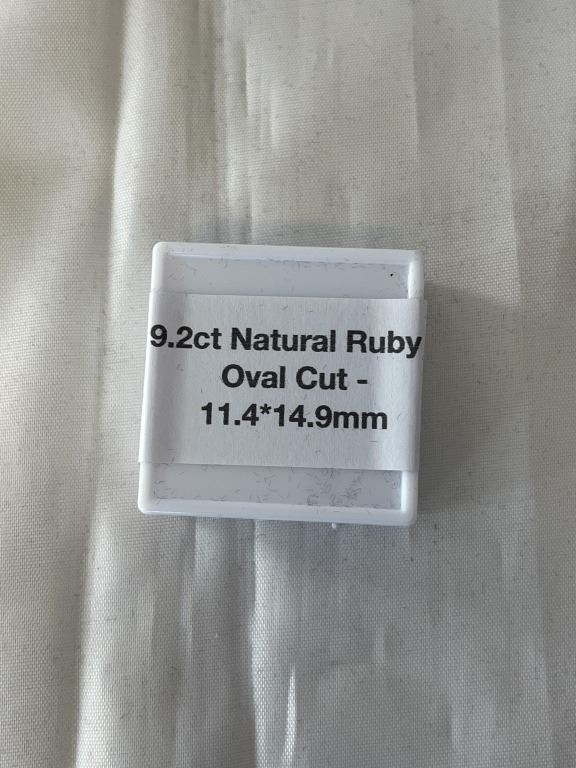 9.2ct Natural Ruby
Oval Cut -
11.4*14.9mm